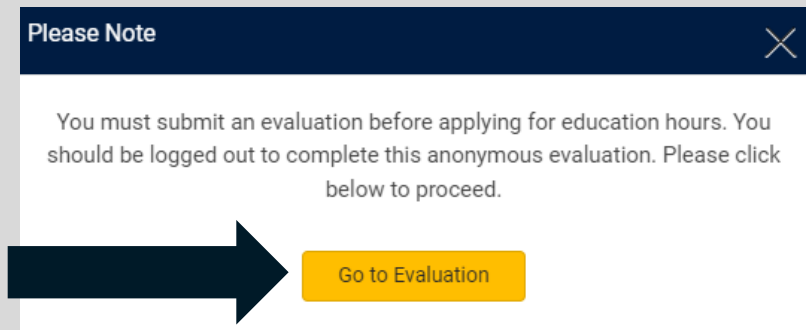 Please Note
You must submit an evaluation before applying for education hours. You
should be logged out to complete this anonymous evaluation. Please click
below to proceed.
Go to Evaluation